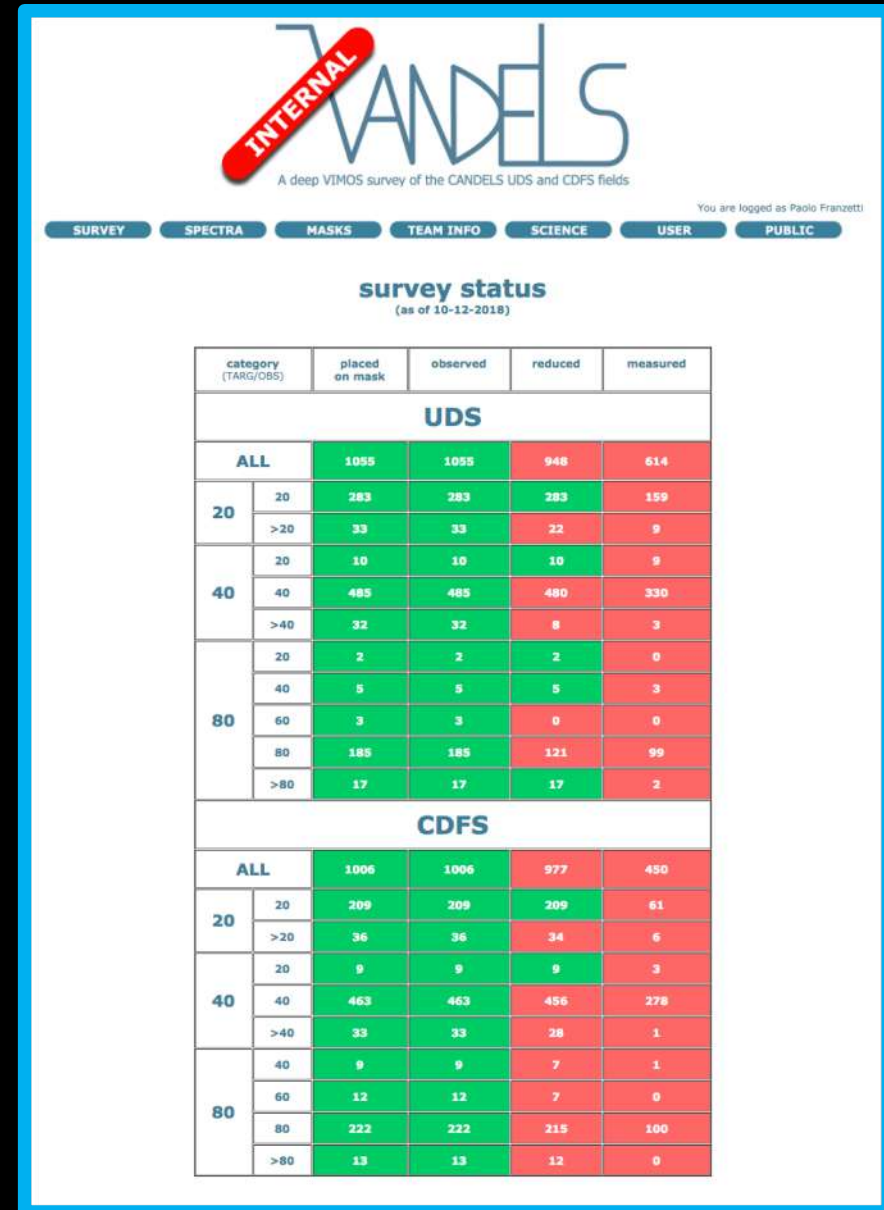 INTERNAL
VANDELS
A deep VIMOS survey of the CANDELS UDS and CDFS fields
You are logged as Paolo Franzetti
SURVEY SPECTRA MASKS TEAM INFO SCIENCE USER PUBLIC
survey status
(as of 10-12-2018)
category placed observed reduced measured
(TARG/OBS) on mask
UDS
ALL 1055 1055 948 614
20 20 283 283 283 159
>20 33 33 22 9
40 20 10 10 10 9
40 485 485 480 330
>40 32 32 8 3
80 20 2 2 2 0
40 5 5 5 3
60 3 3 0 0
80 185 185 121 99
>80 17 17 17 2
CDFS
ALL 1006 1006 977 450
20 20 209 209 209 61
>20 36 36 34 6
40 20 9 9 9 3
40 463 463 456 278
>40 33 33 28 1
80 40 9 9 7 1
60 12 12 7 0
80 222 222 215 100
>80 13 13 12 0